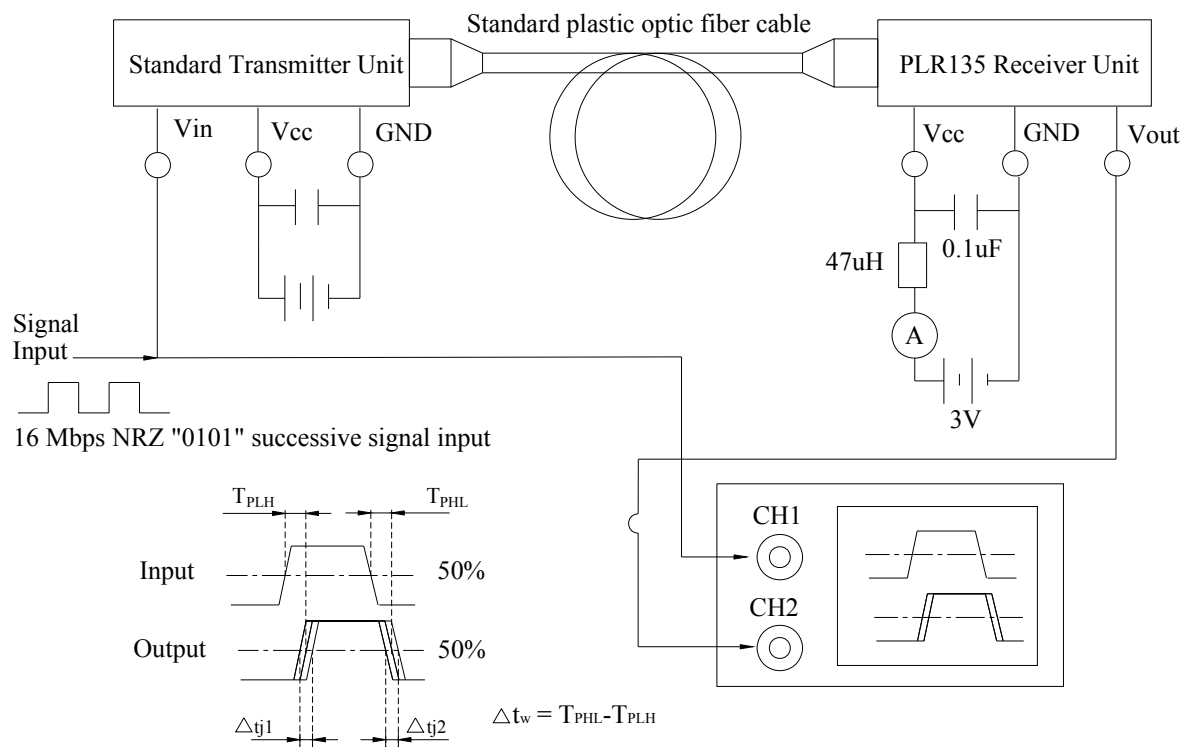 Standard plastic optic fiber cable
Standard Transmitter Unit
PLR135 Receiver Unit
Vin
Vcc
GND
Vcc
GND
Vout
47uH
0.1uF
A
3V
Signal
Input
16 Mbps NRZ "0101" successive signal input
TPLH
TPHL
Input
50%
Output
50%
△tj1
△tj2
△tw = TPHL-TPLH
CH1
CH2